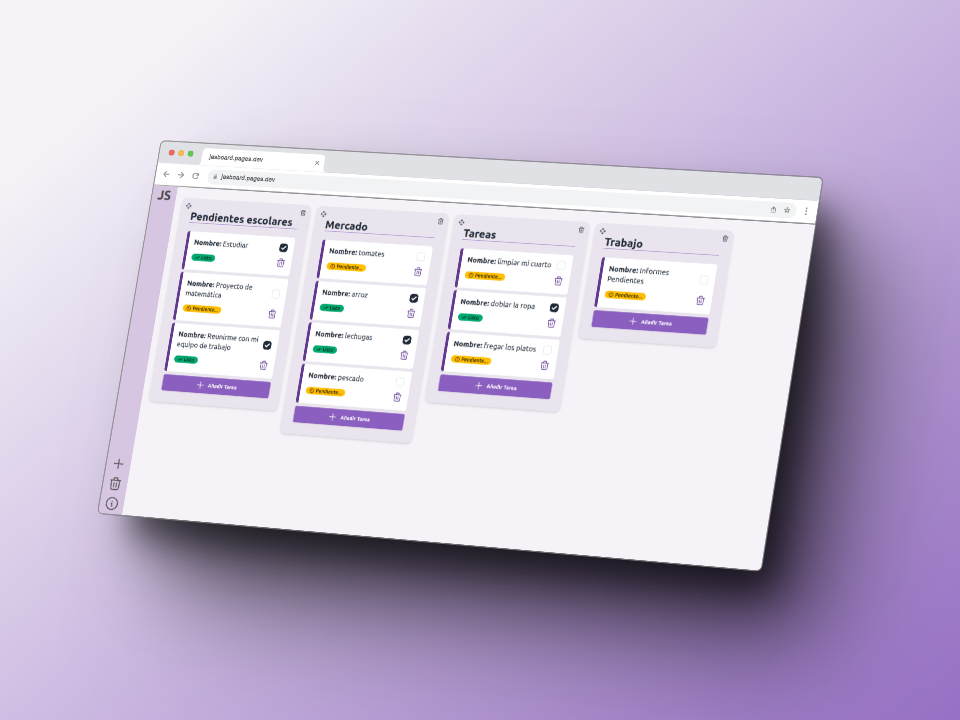 jasboard.pages.dev
jasboard.pages.dev
JS
Pendientes escolares
Nombre: Estudiar
Listo
Nombre: Proyecto de
matemática
Pendiente...
Nombre: Reunirme con mi
equipo de trabajo
Listo
Añadir Tarea
Mercado
Nombre: tomates
Pendiente...
Nombre: arroz
Listo
Nombre: lechugas
Listo
Nombre: pescado
Pendiente...
Añadir Tarea
Tareas
Nombre: limpiar mi cuarto
Pendiente...
Nombre: doblar la ropa
Listo
Nombre: fregar los platos
Pendiente...
Añadir Tarea
Trabajo
Nombre: Informes
Pendientes
Pendiente...
Añadir Tarea